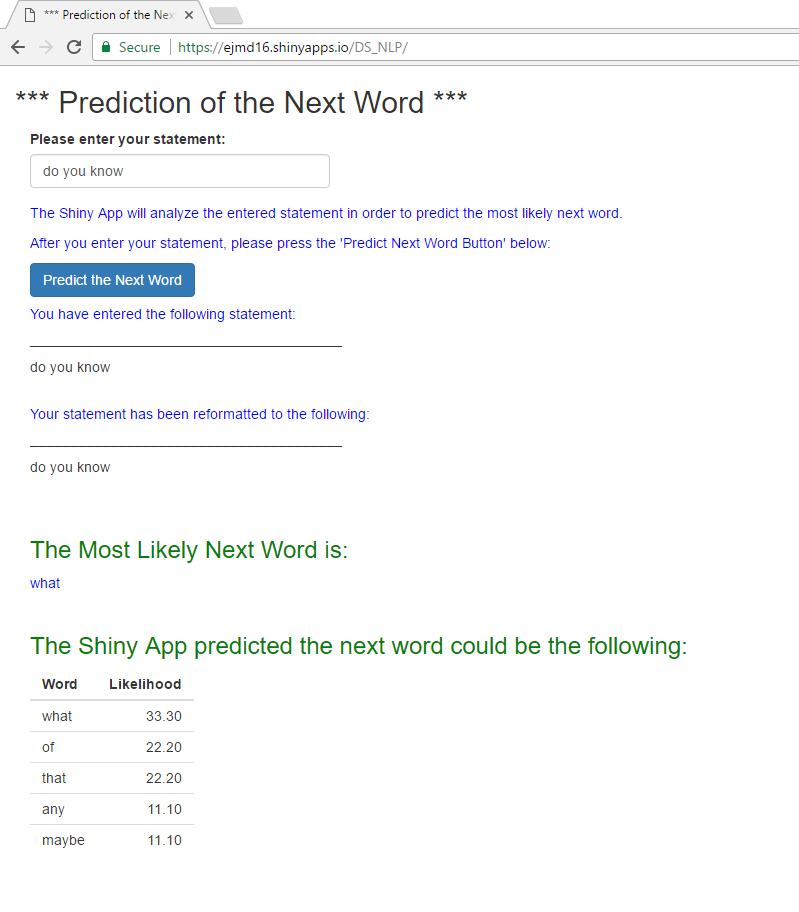 *** Prediction of the Nex
Secure https://ejmd16.shinyapps.io/DS_NLP/
*** Prediction of the Next Word ***
Please enter your statement:
do you know
The Shiny App will analyze the entered statement in order to predict the most likely next word.
After you enter your statement, please press the 'Predict Next Word Button' below:
Predict the Next Word
You have entered the following statement:
do you know
Your statement has been reformatted to the following:
do you know
The Most Likely Next Word is:
what
The Shiny App predicted the next word could be the following:
Word Likelihood
what 33.30
of 22.20
that 22.20
any 11.10
maybe 11.10